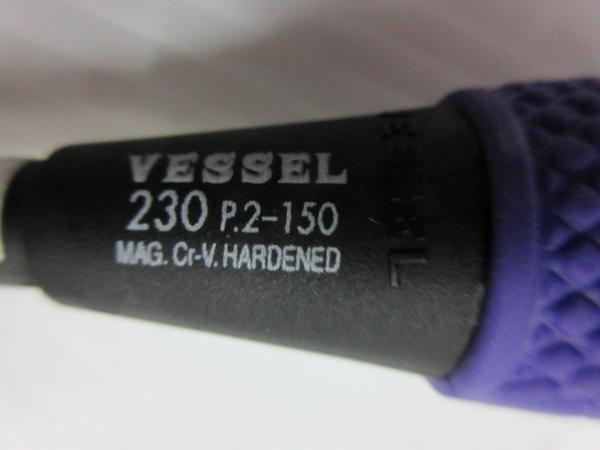 VESSEL
230 P.2-150
MAG. Cr-V. HARDENED